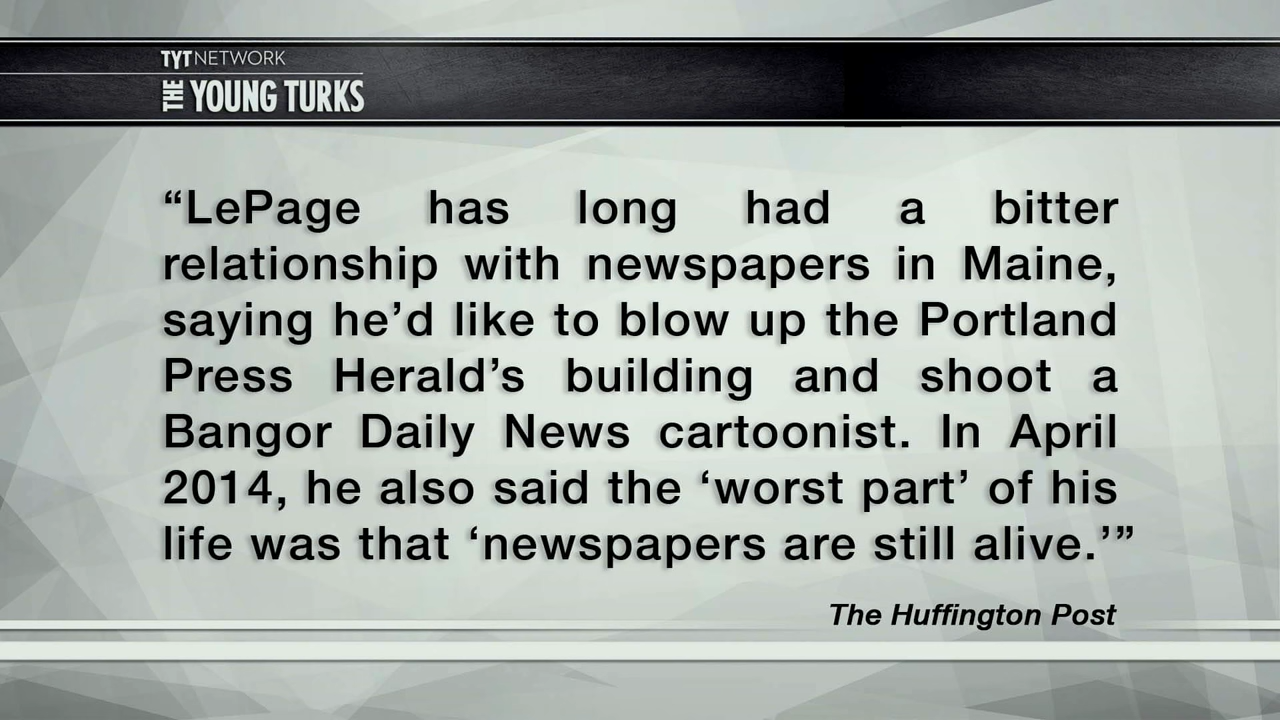 TYT NETWORK
THE YOUNG TURKS
“LePage has long had a bitter
relationship with newspapers in Maine,
saying he’d like to blow up the Portland
Press Herald’s building and shoot a
Bangor Daily News cartoonist. In April
2014, he also said the ‘worst part’ of his
life was that ‘newspapers are still alive.’”
The Huffington Post